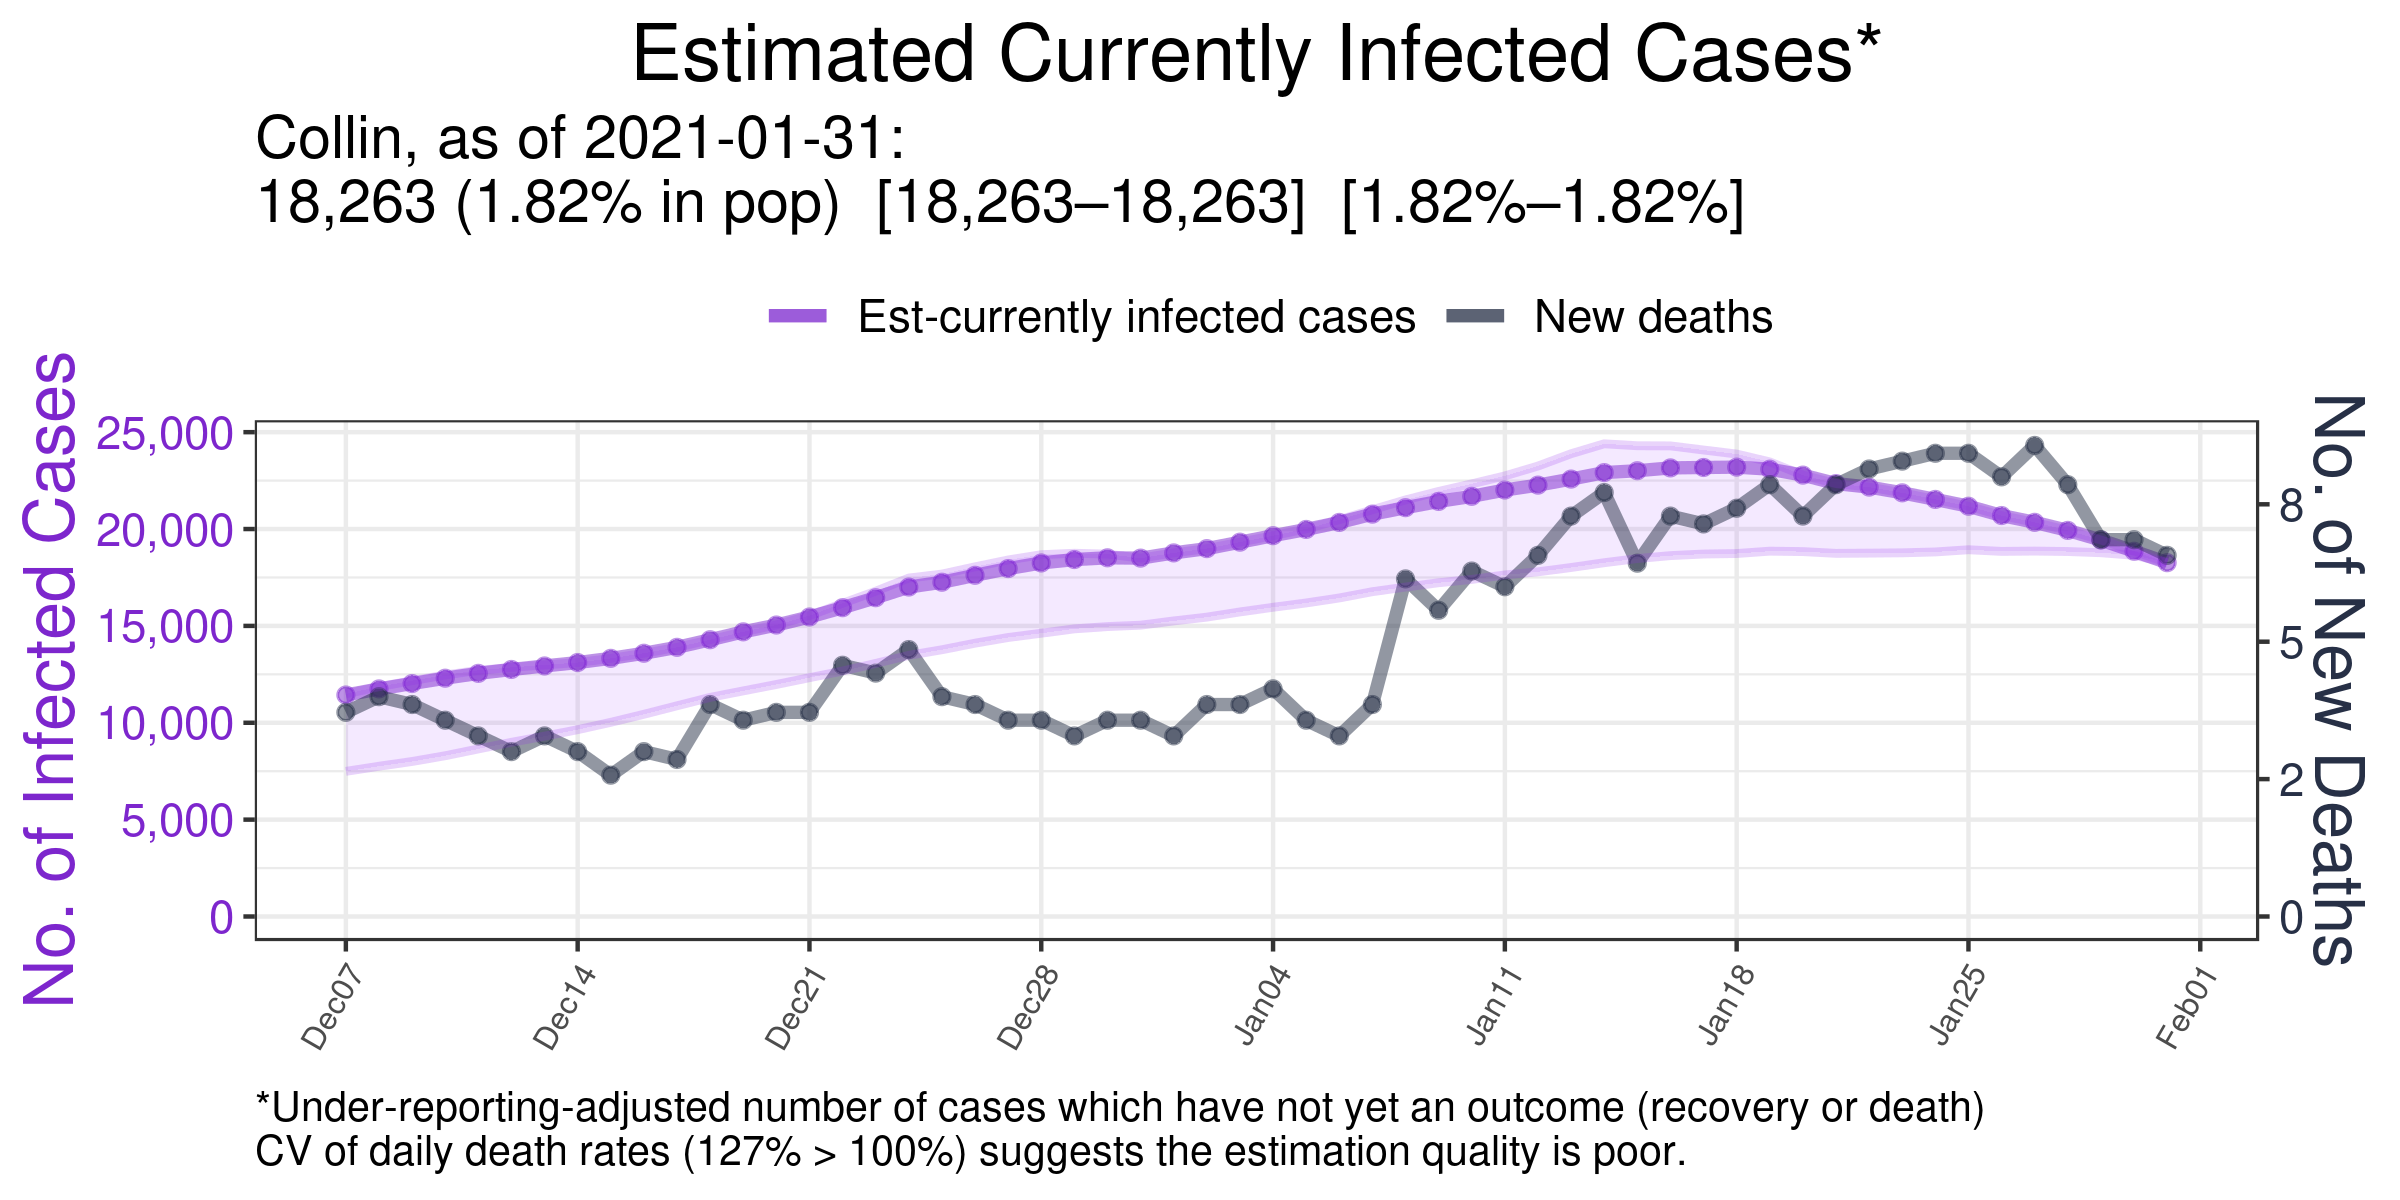 Estimated Currently Infected Cases*
Collin, as of 2021-01-31:
18,263 (1.82% in pop)  [18,263–18,263]  [1.82%–1.82%]
Est-currently infected cases
New deaths
No. of Infected Cases
25,000
20,000
15,000
10,000
5,000
0
8
5
2
0
No. of New Deaths
Dec07
Dec14
Dec21
Dec28
Jan04
Jan11
Jan18
Jan25
Feb01
*Under-reporting-adjusted number of cases which have not yet an outcome (recovery or death)
CV of daily death rates (127% > 100%) suggests the estimation quality is poor.